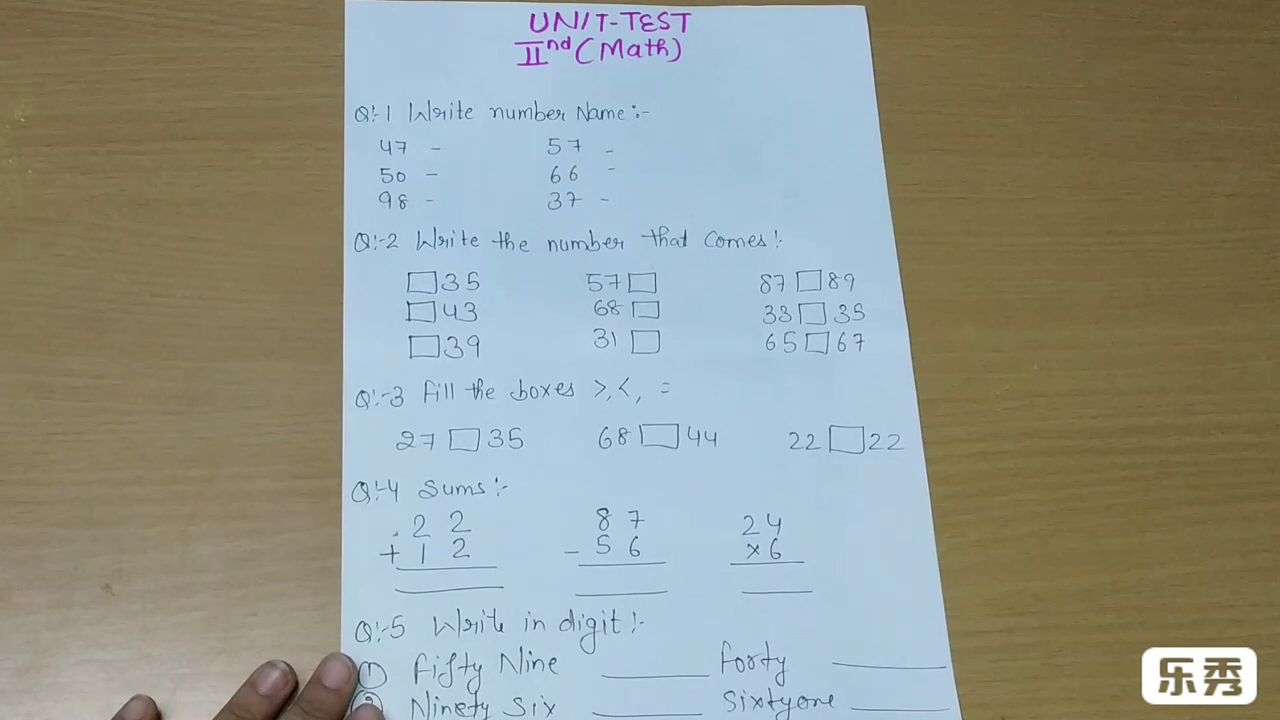 UNIT-TEST
IInd (Math)
Q:-1 Write number Name:-
47 - 57 -
50 - 66 -
98 - 37 -
Q:-2 Write the number that comes:-
□35 57□ 87□89
□43 68□ 33□35
□39 31□ 65□67
Q:-3 fill the boxes >,<, =
27□35 68□44 22□22
Q:-4 Sums:-
22 87 24
+12 -56 ×6
Q:-5 Write in digit:-
① Fifty Nine ______ forty ______
② Ninety Six ______ Sixtyone ______
乐秀